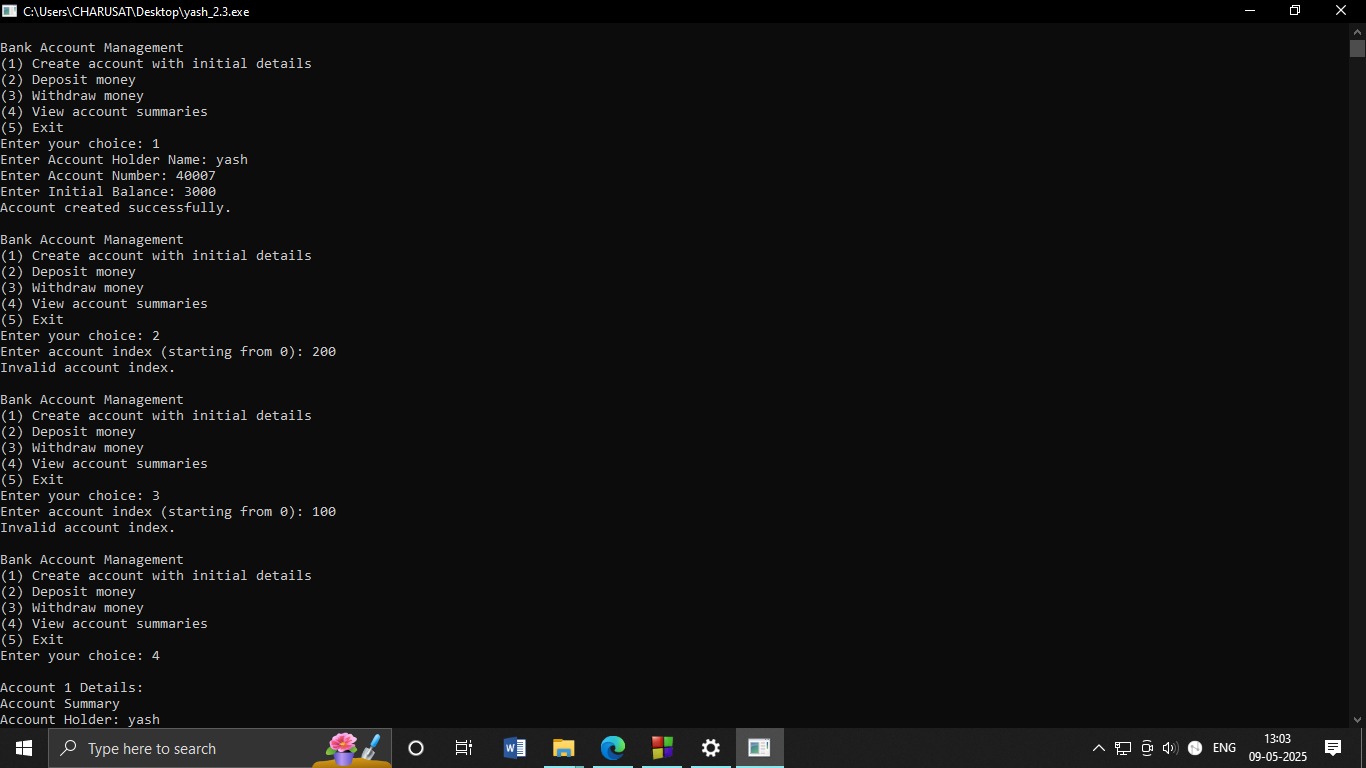 C:\Users\CHARUSAT\Desktop\yash_2.3.exe
Bank Account Management
(1) Create account with initial details
(2) Deposit money
(3) Withdraw money
(4) View account summaries
(5) Exit
Enter your choice: 1
Enter Account Holder Name: yash
Enter Account Number: 40007
Enter Initial Balance: 3000
Account created successfully.
Bank Account Management
(1) Create account with initial details
(2) Deposit money
(3) Withdraw money
(4) View account summaries
(5) Exit
Enter your choice: 2
Enter account index (starting from 0): 200
Invalid account index.
Bank Account Management
(1) Create account with initial details
(2) Deposit money
(3) Withdraw money
(4) View account summaries
(5) Exit
Enter your choice: 3
Enter account index (starting from 0): 100
Invalid account index.
Bank Account Management
(1) Create account with initial details
(2) Deposit money
(3) Withdraw money
(4) View account summaries
(5) Exit
Enter your choice: 4
Account 1 Details:
Account Summary
Account Holder: yash
Type here to search
W
N
ENG
13:03
09-05-2025